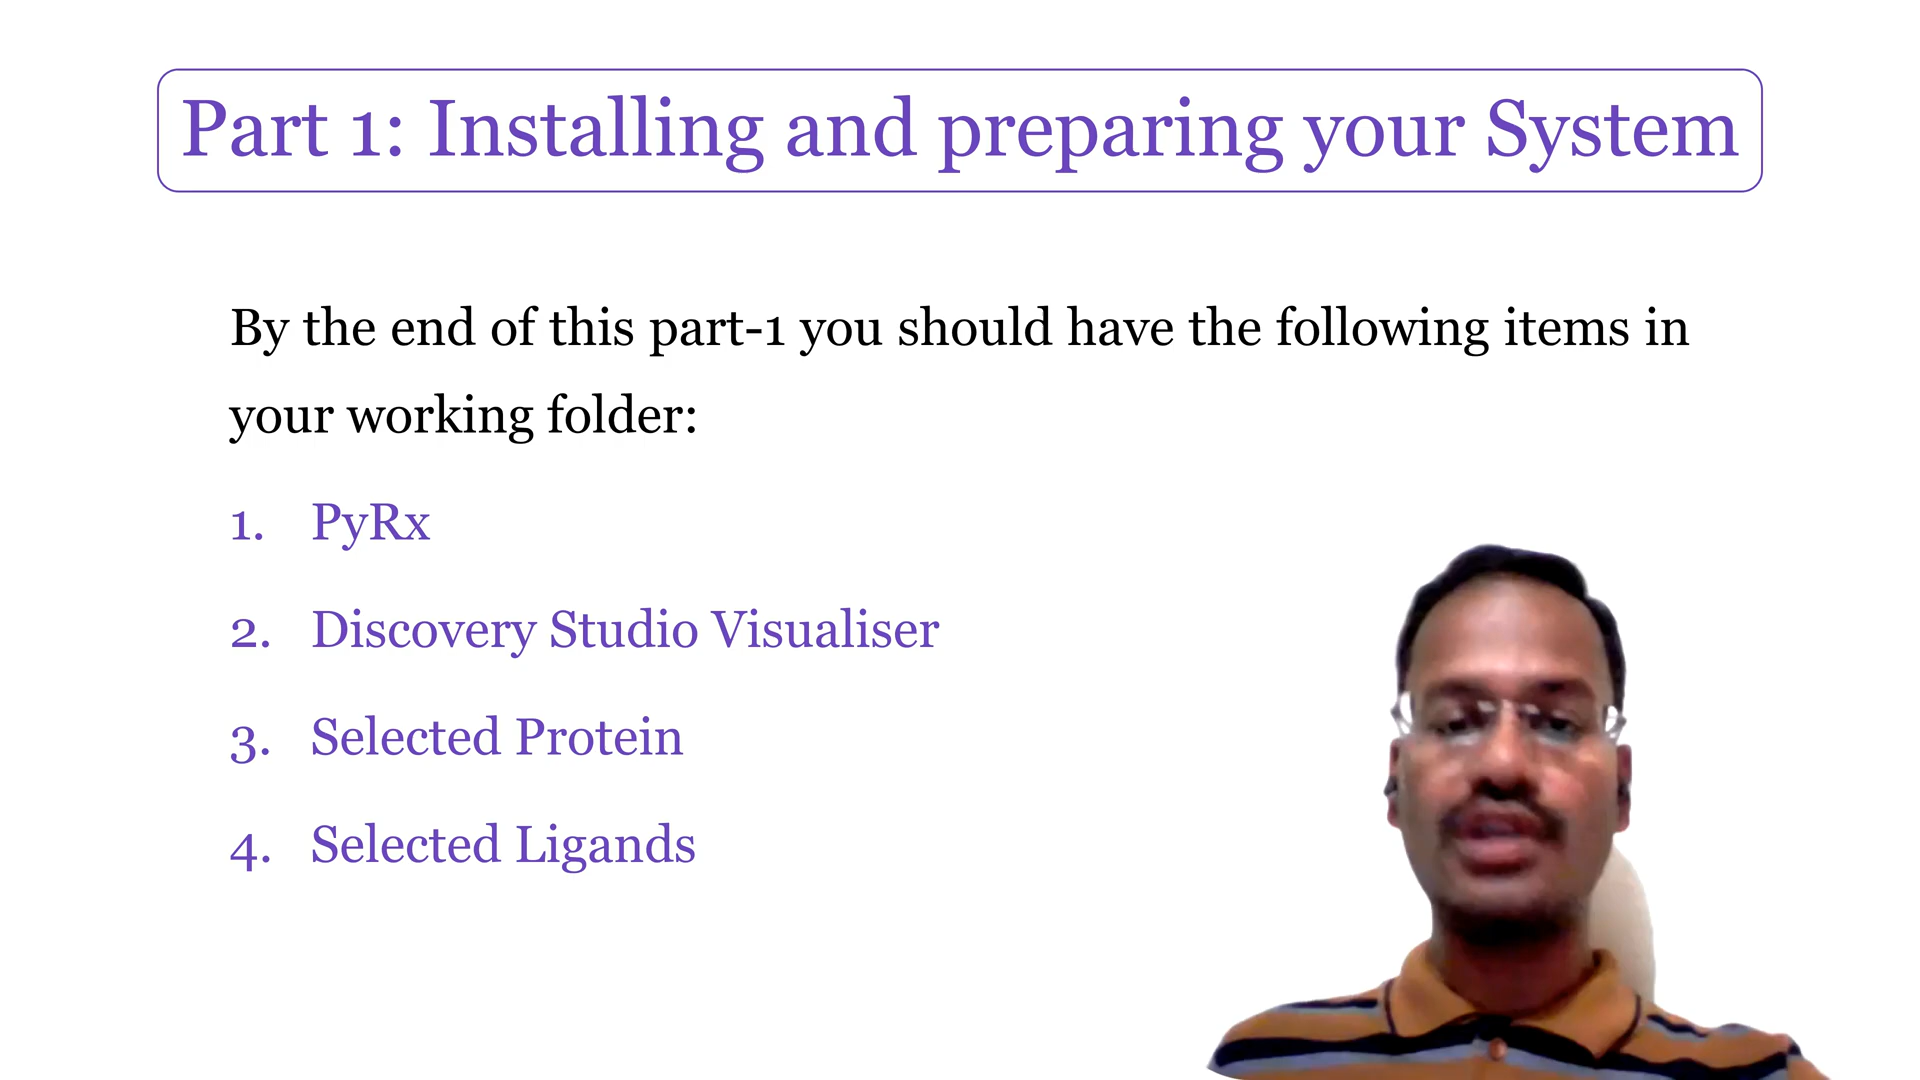 Part 1: Installing and preparing your System
By the end of this part-1 you should have the following items in
your working folder:
1. PyRx
2. Discovery Studio Visualiser
3. Selected Protein
4. Selected Ligands